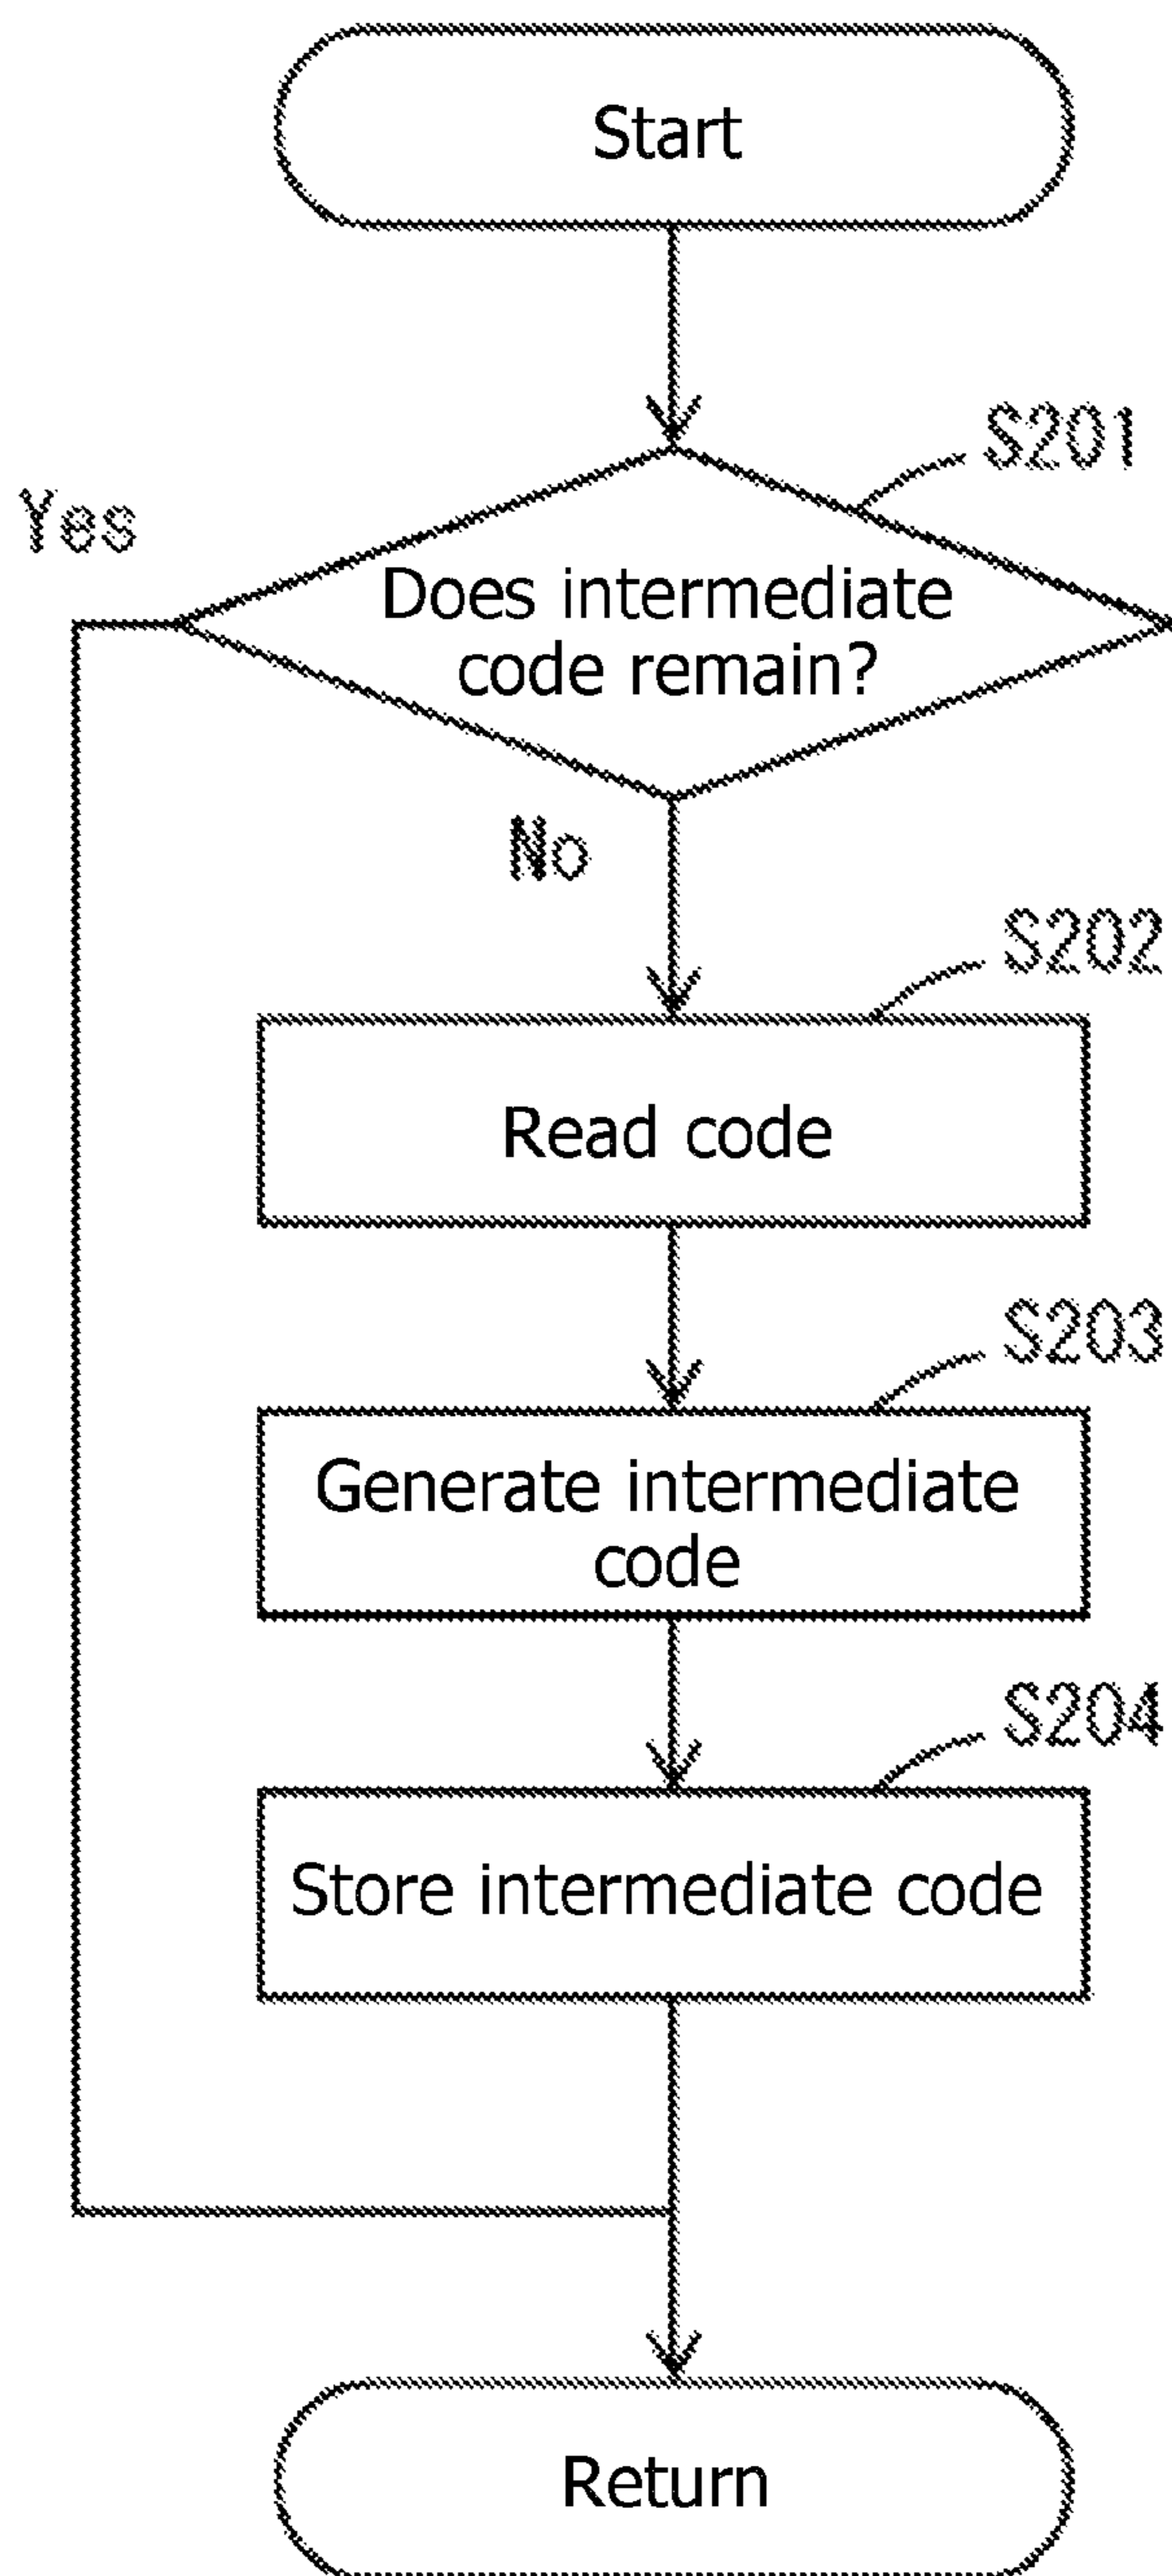 Start
S201
Yes
Does intermediate
code remain?
No
S202
Read code
S203
Generate intermediate
code
S204
Store intermediate code
Return